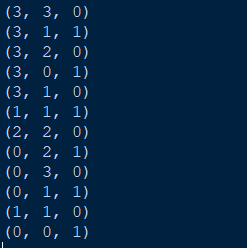 (3, 3, 0)
(3, 1, 1)
(3, 2, 0)
(3, 0, 1)
(3, 1, 0)
(1, 1, 1)
(2, 2, 0)
(0, 2, 1)
(0, 3, 0)
(0, 1, 1)
(1, 1, 0)
(0, 0, 1)